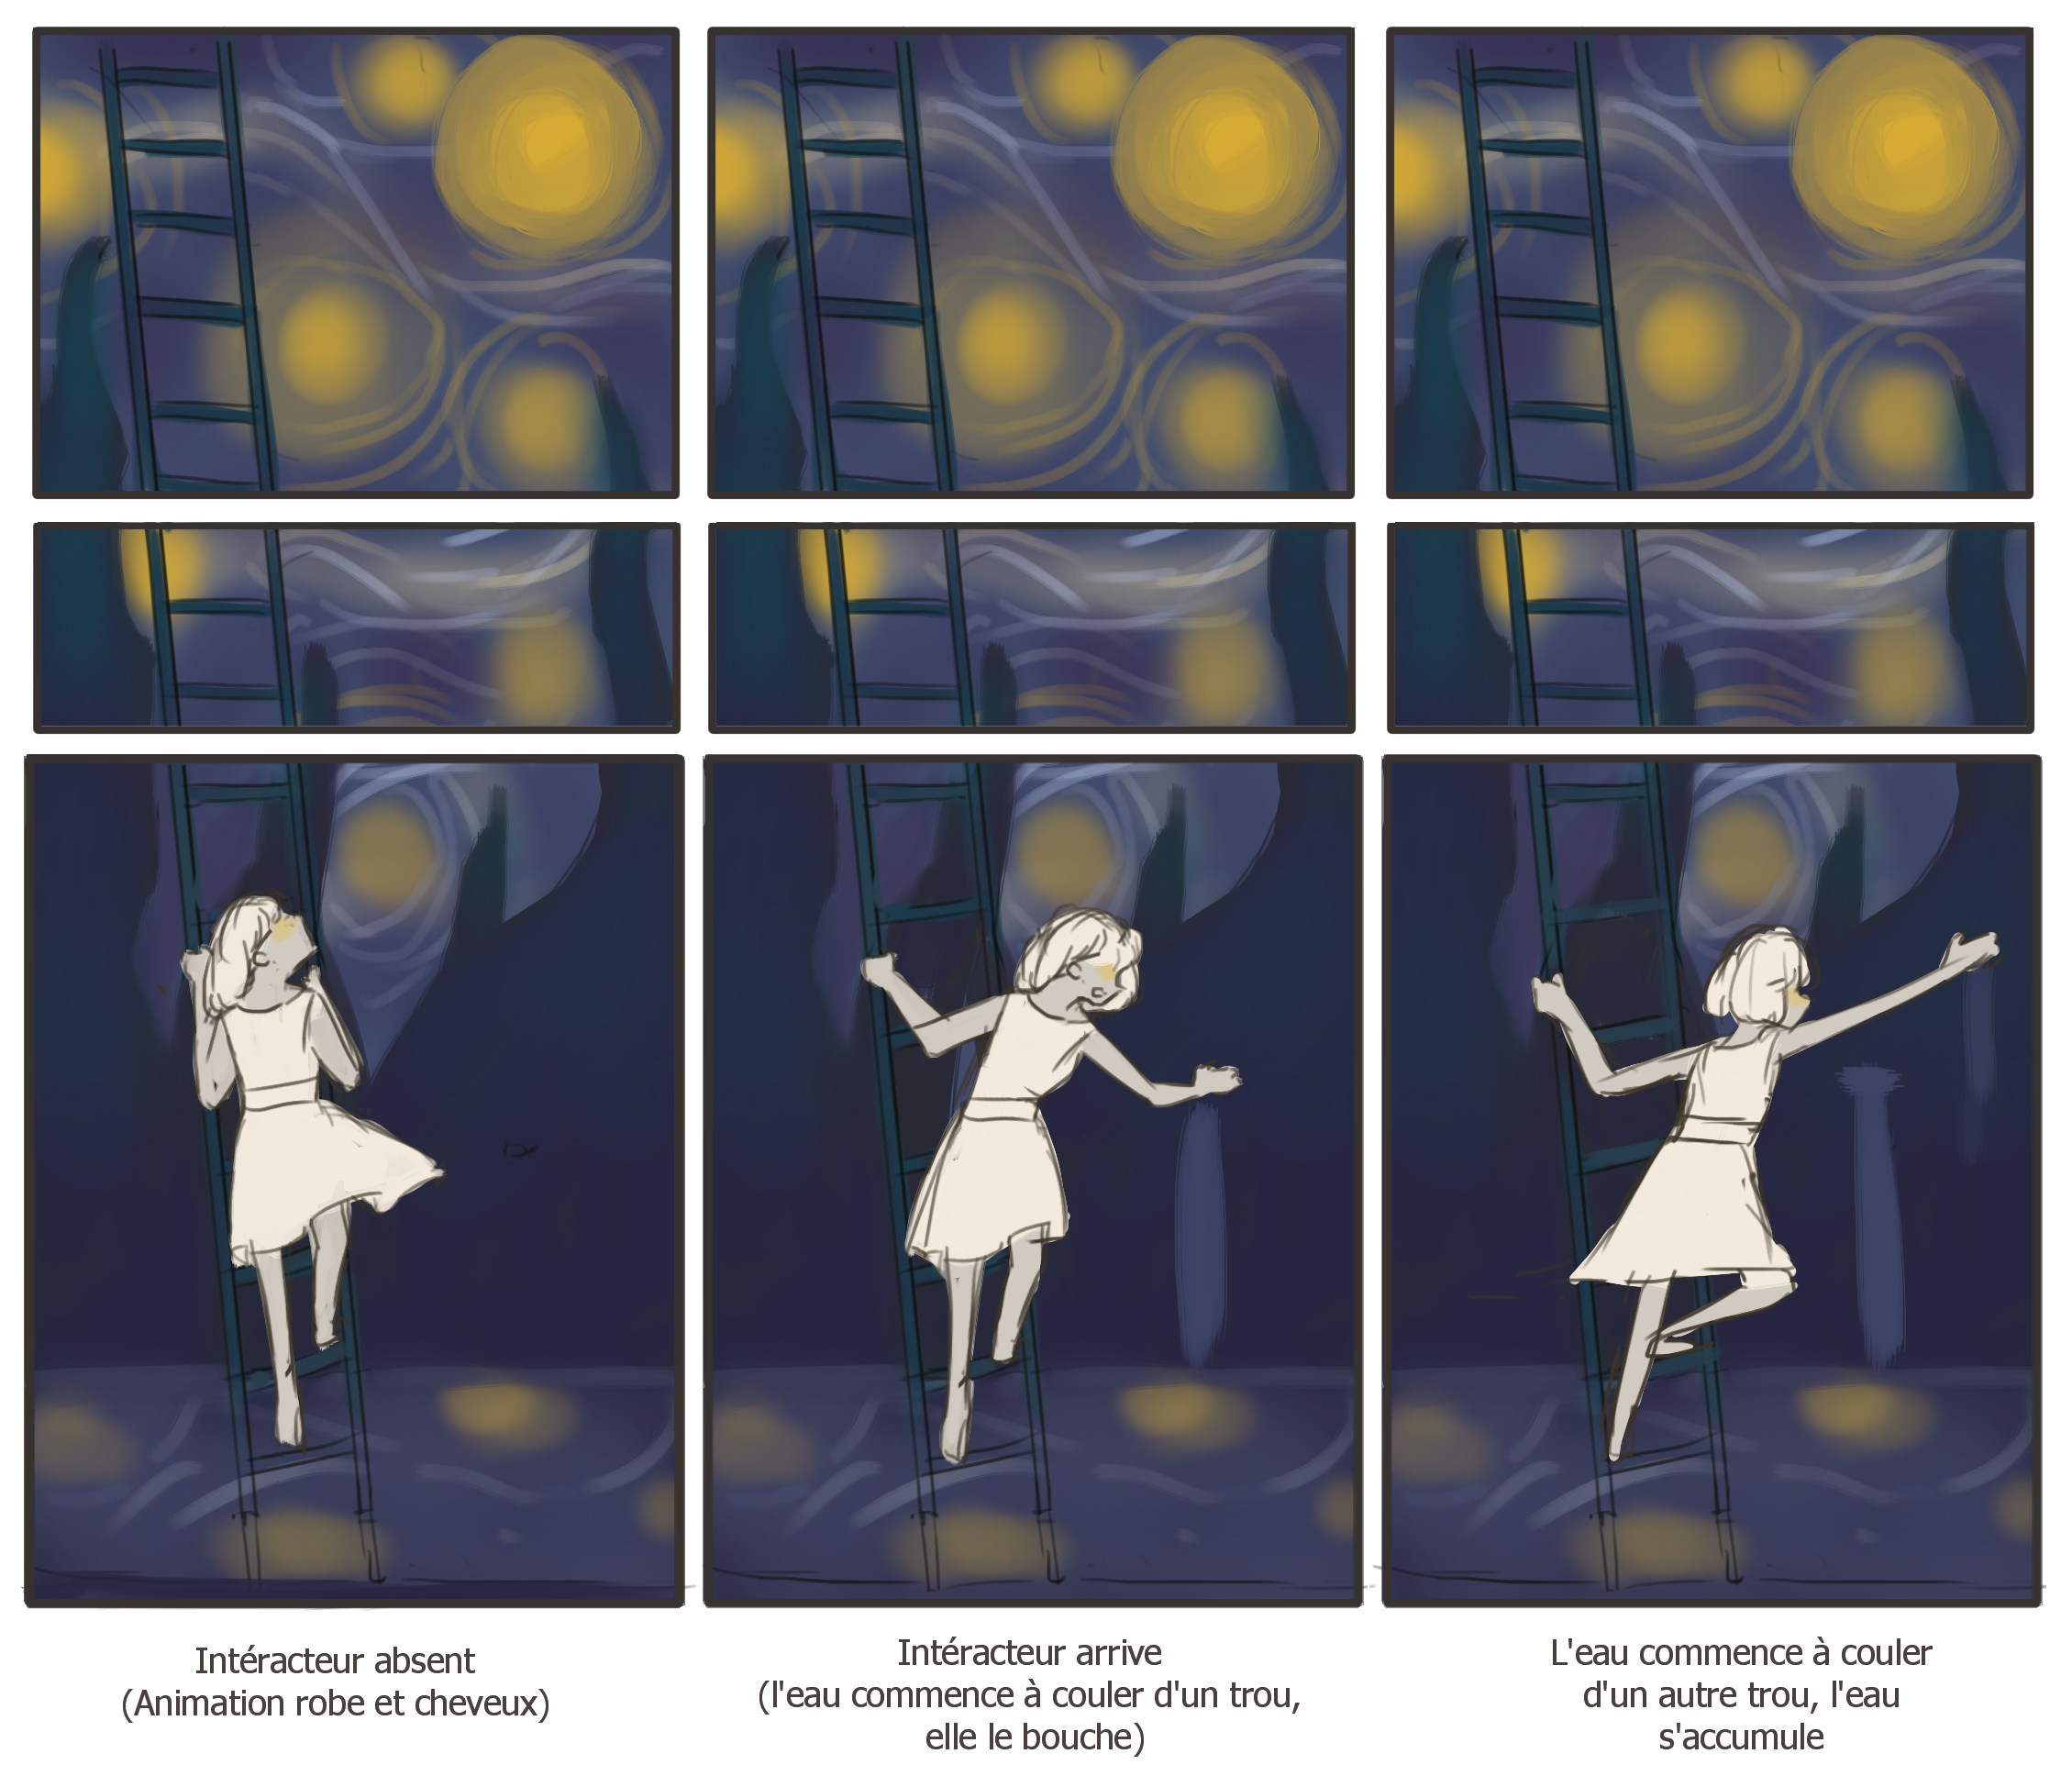 Intéracteur absent
(Animation robe et cheveux)
Intéracteur arrive
(l'eau commence à couler d'un trou,
elle le bouche)
L'eau commence à couler
d'un autre trou, l'eau
s'accumule